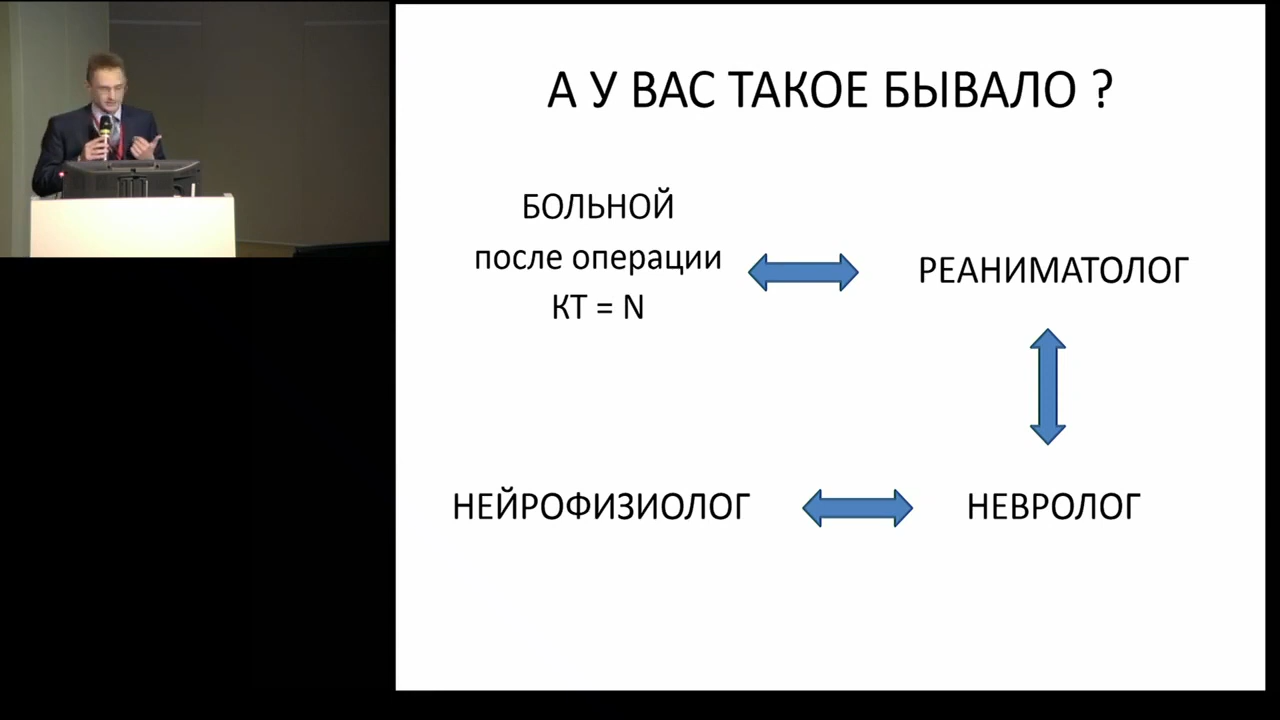 А У ВАС ТАКОЕ БЫВАЛО ?
БОЛЬНОЙ
после операции
КТ = N
РЕАНИМАТОЛОГ
НЕЙРОФИЗИОЛОГ
НЕВРОЛОГ